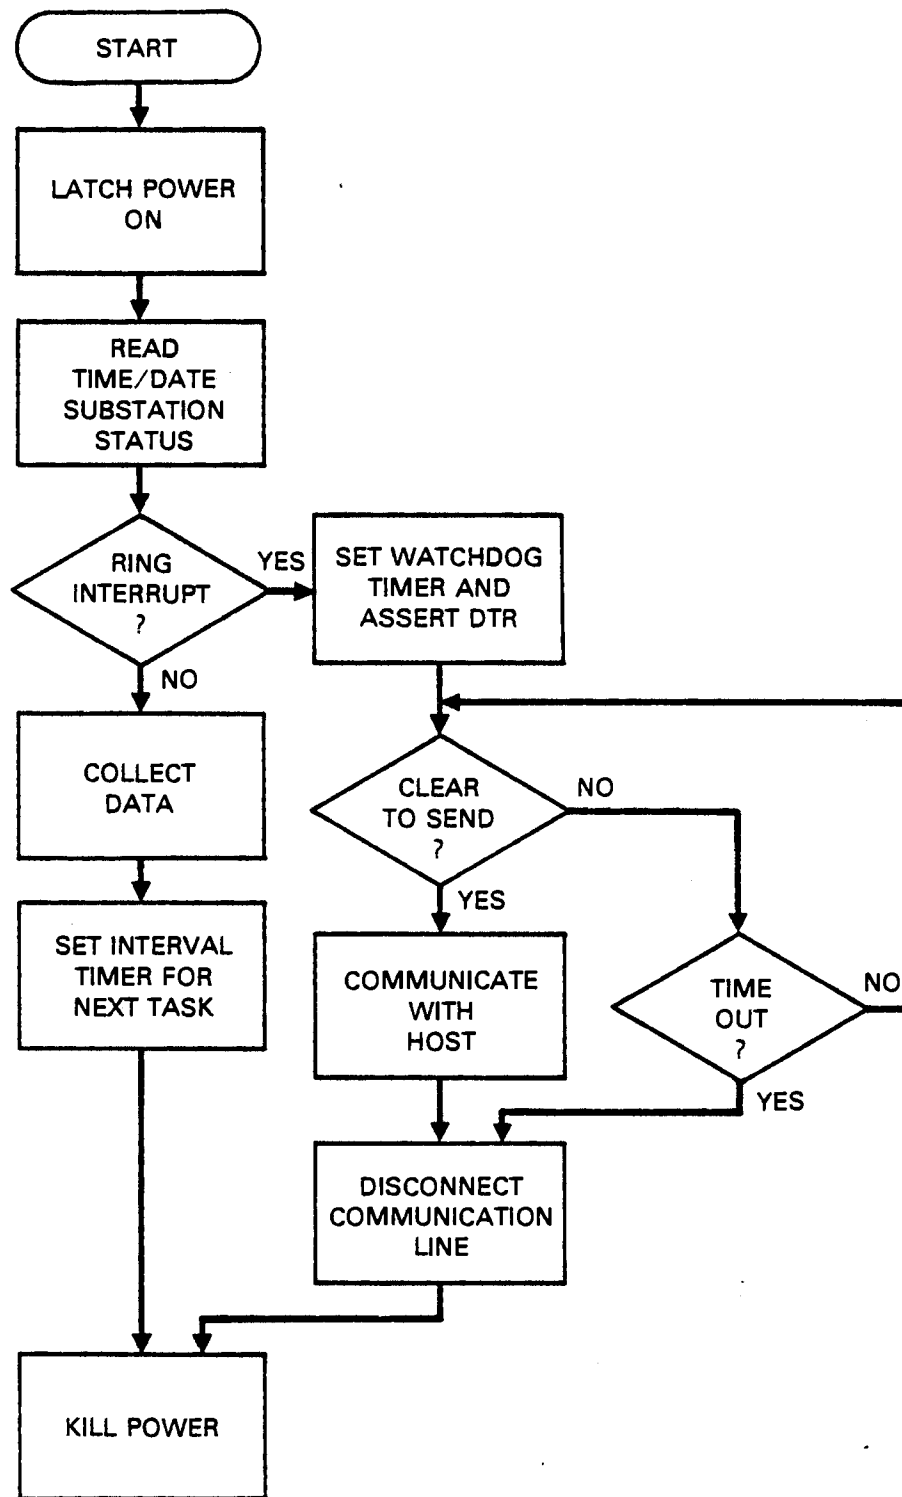 START
LATCH POWER
ON
READ
TIME/DATE
SUBSTATION
STATUS
RING
INTERRUPT
?
YES
NO
SET WATCHDOG
TIMER AND
ASSERT DTR
COLLECT
DATA
CLEAR
TO SEND
?
NO
YES
SET INTERVAL
TIMER FOR
NEXT TASK
COMMUNICATE
WITH
HOST
TIME
OUT
?
NO
YES
DISCONNECT
COMMUNICATION
LINE
KILL POWER